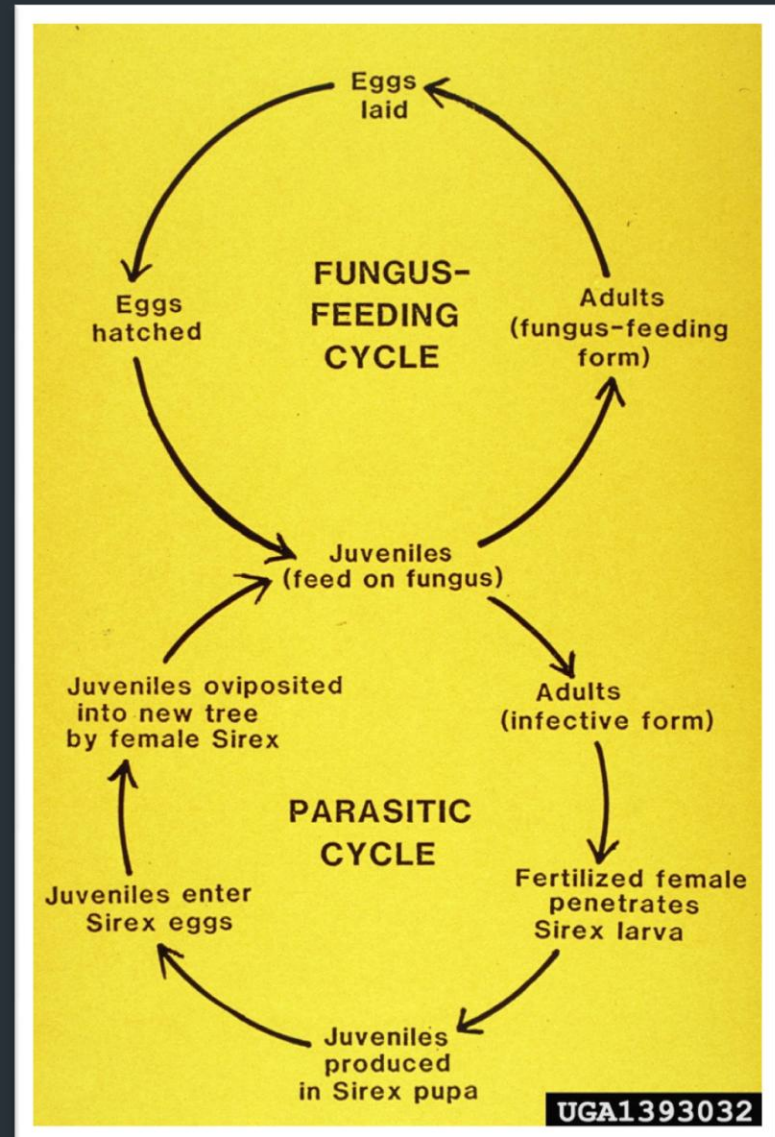 Eggs
laid
Eggs
hatched
FUNGUS-
FEEDING
CYCLE
Adults
(fungus-feeding
form)
Juveniles
(feed on fungus)
Juveniles oviposited
into new tree
by female Sirex
Adults
(infective form)
PARASITIC
CYCLE
Juveniles enter
Sirex eggs
Fertilized female
penetrates
Sirex larva
Juveniles
produced
in Sirex pupa
UGA1393032